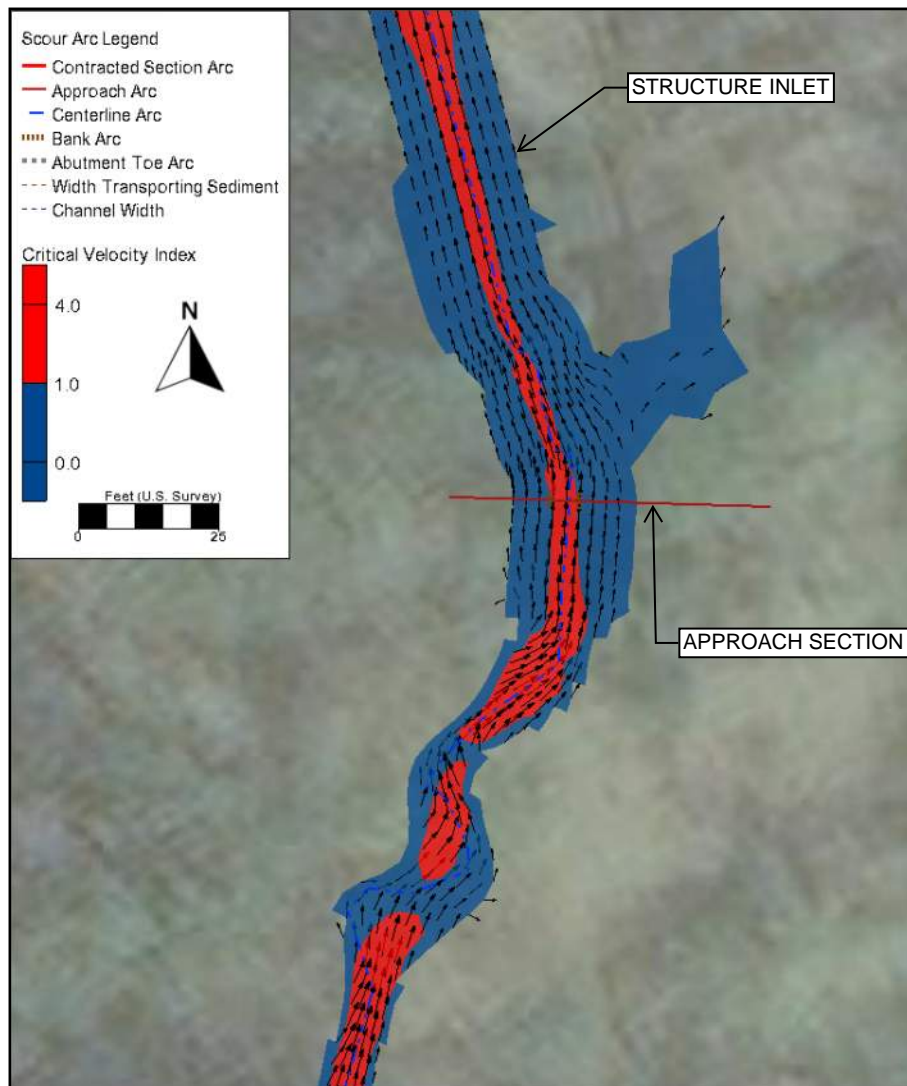 Scour Arc Legend
Contracted Section Arc
Approach Arc
Centerline Arc
Bank Arc
Abutment Toe Arc
Width Transporting Sediment
Channel Width
Critical Velocity Index
4.0
1.0
0.0
N
Feet (U.S. Survey)
0 25
STRUCTURE INLET
APPROACH SECTION